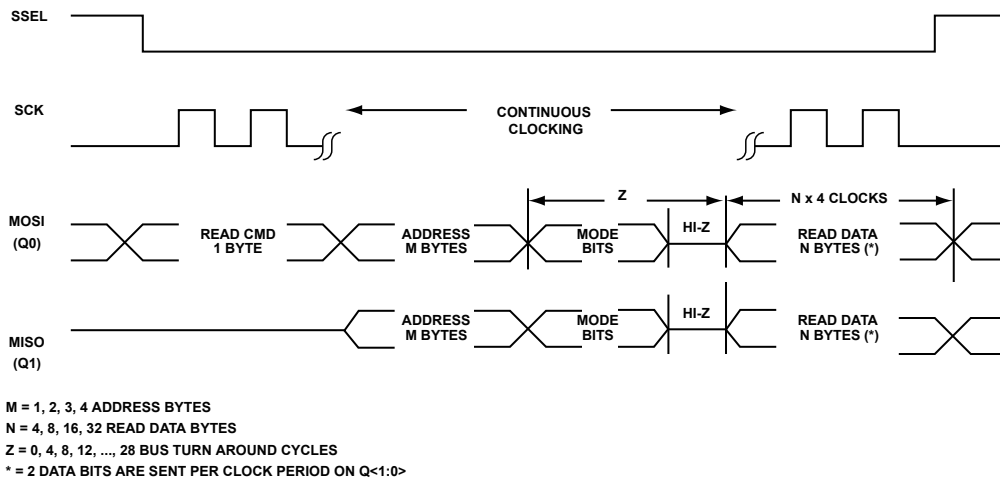 SSEL
SCK
CONTINUOUS
CLOCKING
Z
N x 4 CLOCKS
MOSI
(Q0)
READ CMD
1 BYTE
ADDRESS
M BYTES
MODE
BITS
HI-Z
READ DATA
N BYTES (*)
MISO
(Q1)
ADDRESS
M BYTES
MODE
BITS
HI-Z
READ DATA
N BYTES (*)
M = 1, 2, 3, 4 ADDRESS BYTES
N = 4, 8, 16, 32 READ DATA BYTES
Z = 0, 4, 8, 12, ..., 28 BUS TURN AROUND CYCLES
* = 2 DATA BITS ARE SENT PER CLOCK PERIOD ON Q<1:0>